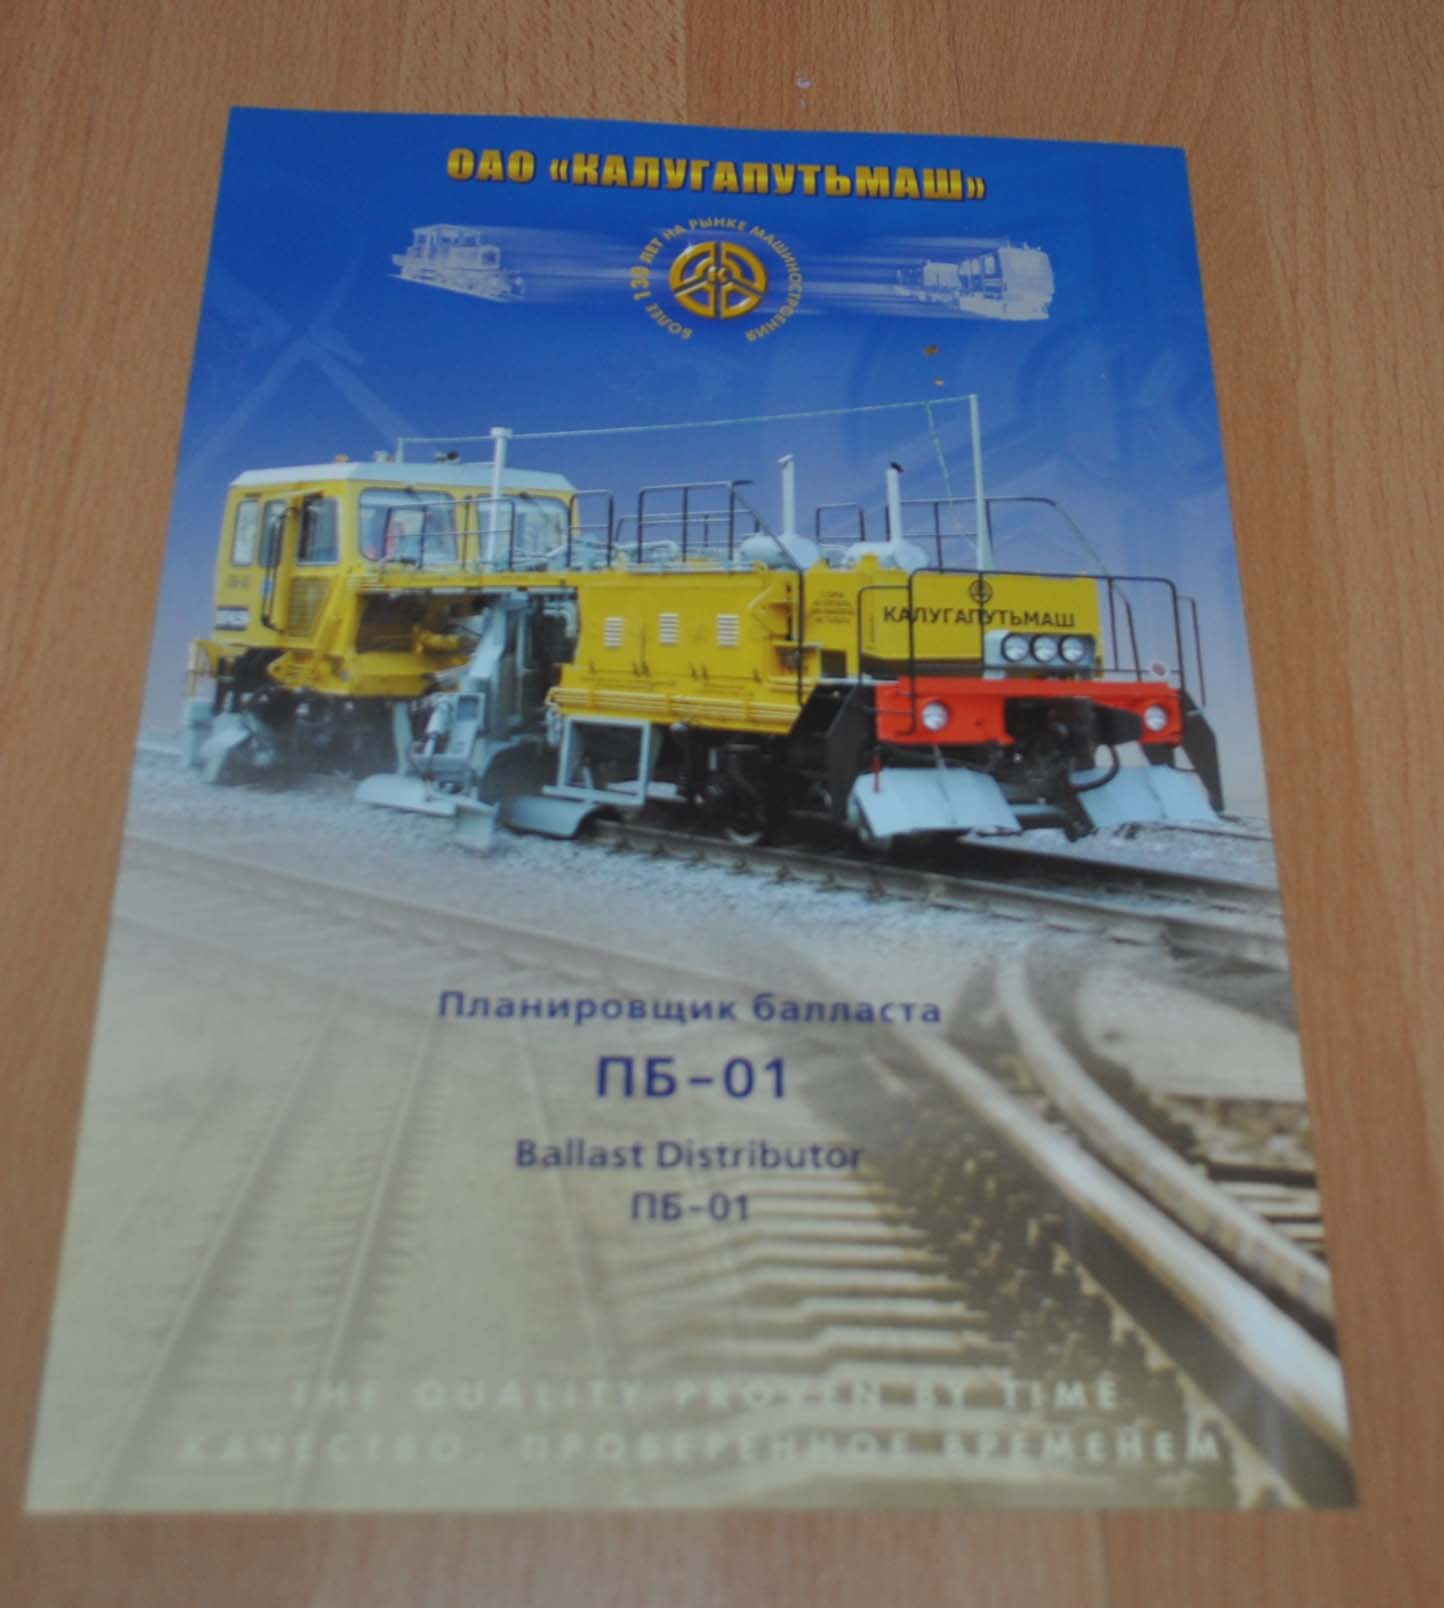 ОАО «КАЛУГАПУТЬМАШ»
БОЛЕЕ 130 ЛЕТ НА РЫНКЕ МАШИНОСТРОЕНИЯ
К
КАЛУГАПУТЬМАШ
Планировщик балласта
ПБ-01
Ballast Distributor
ПБ-01
THE QUALITY PROVEN BY TIME
КАЧЕСТВО, ПРОВЕРЕННОЕ ВРЕМЕНЕМ